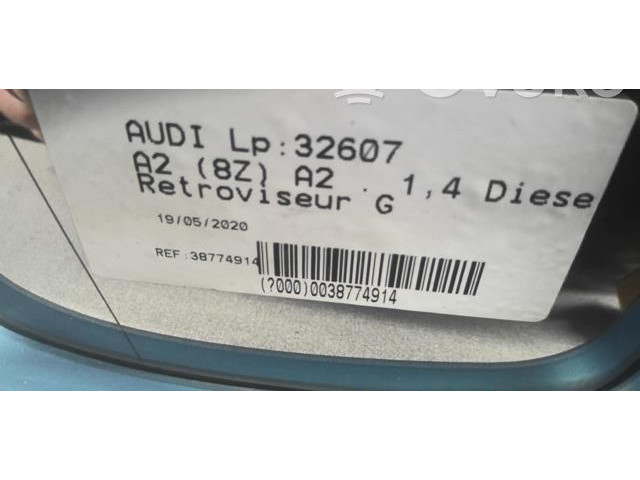 AUDI Lp:32607
A2 (8Z) A2 . 1,4 Diese
Retroviseur G
19/05/2020
REF:38774914
(?000)0038774914